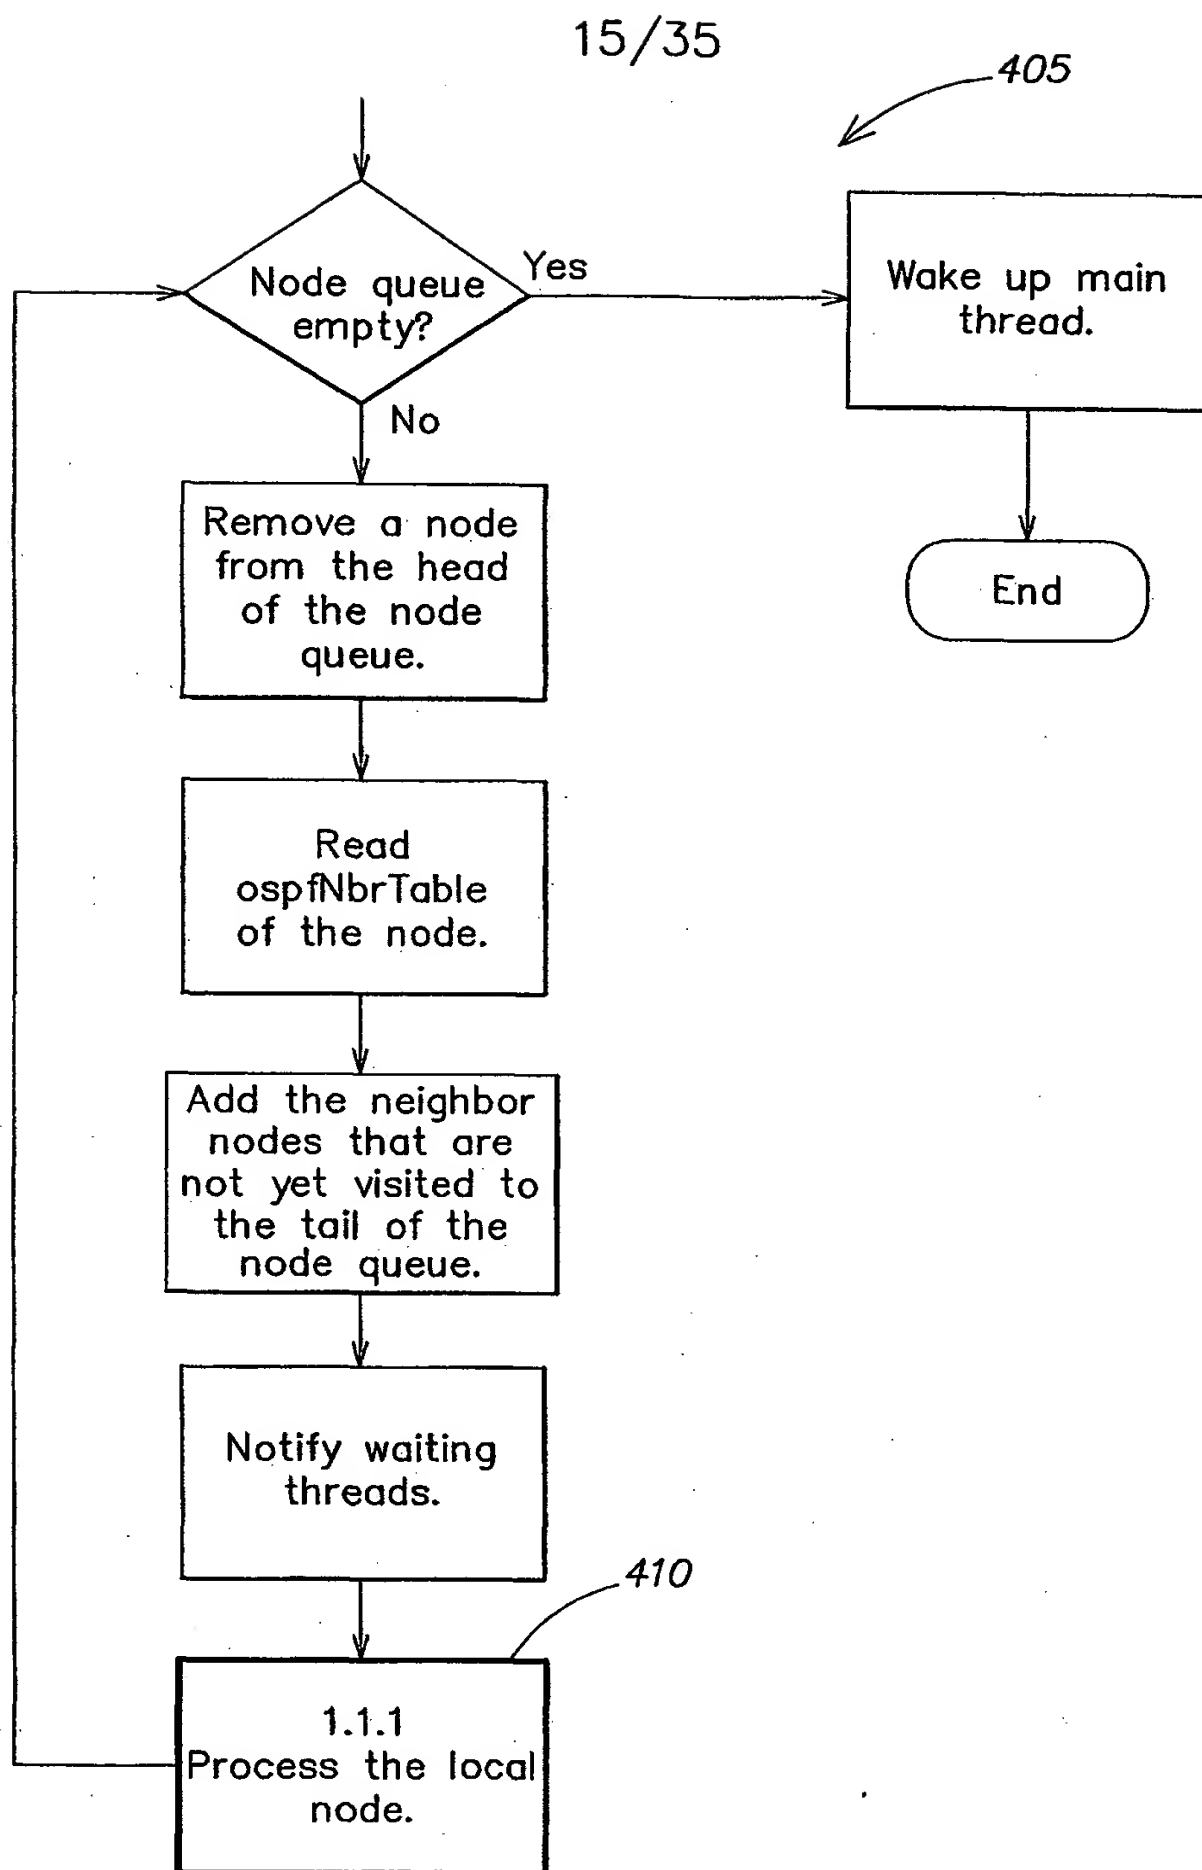 15/35
405
Node queue
empty?
Yes
Wake up main
thread.
No
Remove a node
from the head
of the node
queue.
End
Read
ospfNbrTable
of the node.
Add the neighbor
nodes that are
not yet visited to
the tail of the
node queue.
Notify waiting
threads.
410
1.1.1
Process the local
node.